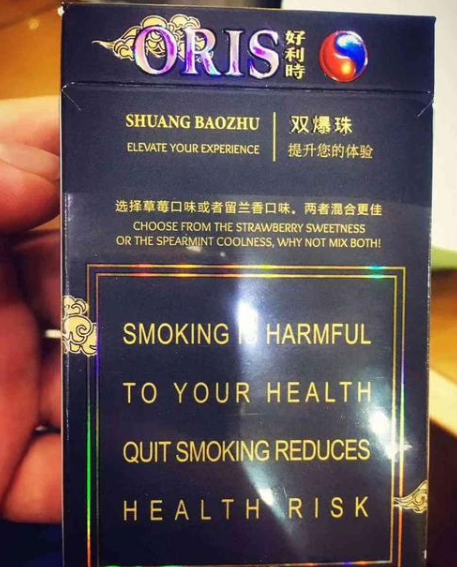 ORIS 好利時
SHUANG BAOZHU
ELEVATE YOUR EXPERIENCE
双爆珠
提升您的体验
选择草莓口味或者留兰香口味。两者混合更佳
CHOOSE FROM THE STRAWBERRY SWEETNESS
OR THE SPEARMINT COOLNESS, WHY NOT MIX BOTH!
SMOKING IS HARMFUL
TO YOUR HEALTH
QUIT SMOKING REDUCES
HEALTH RISK